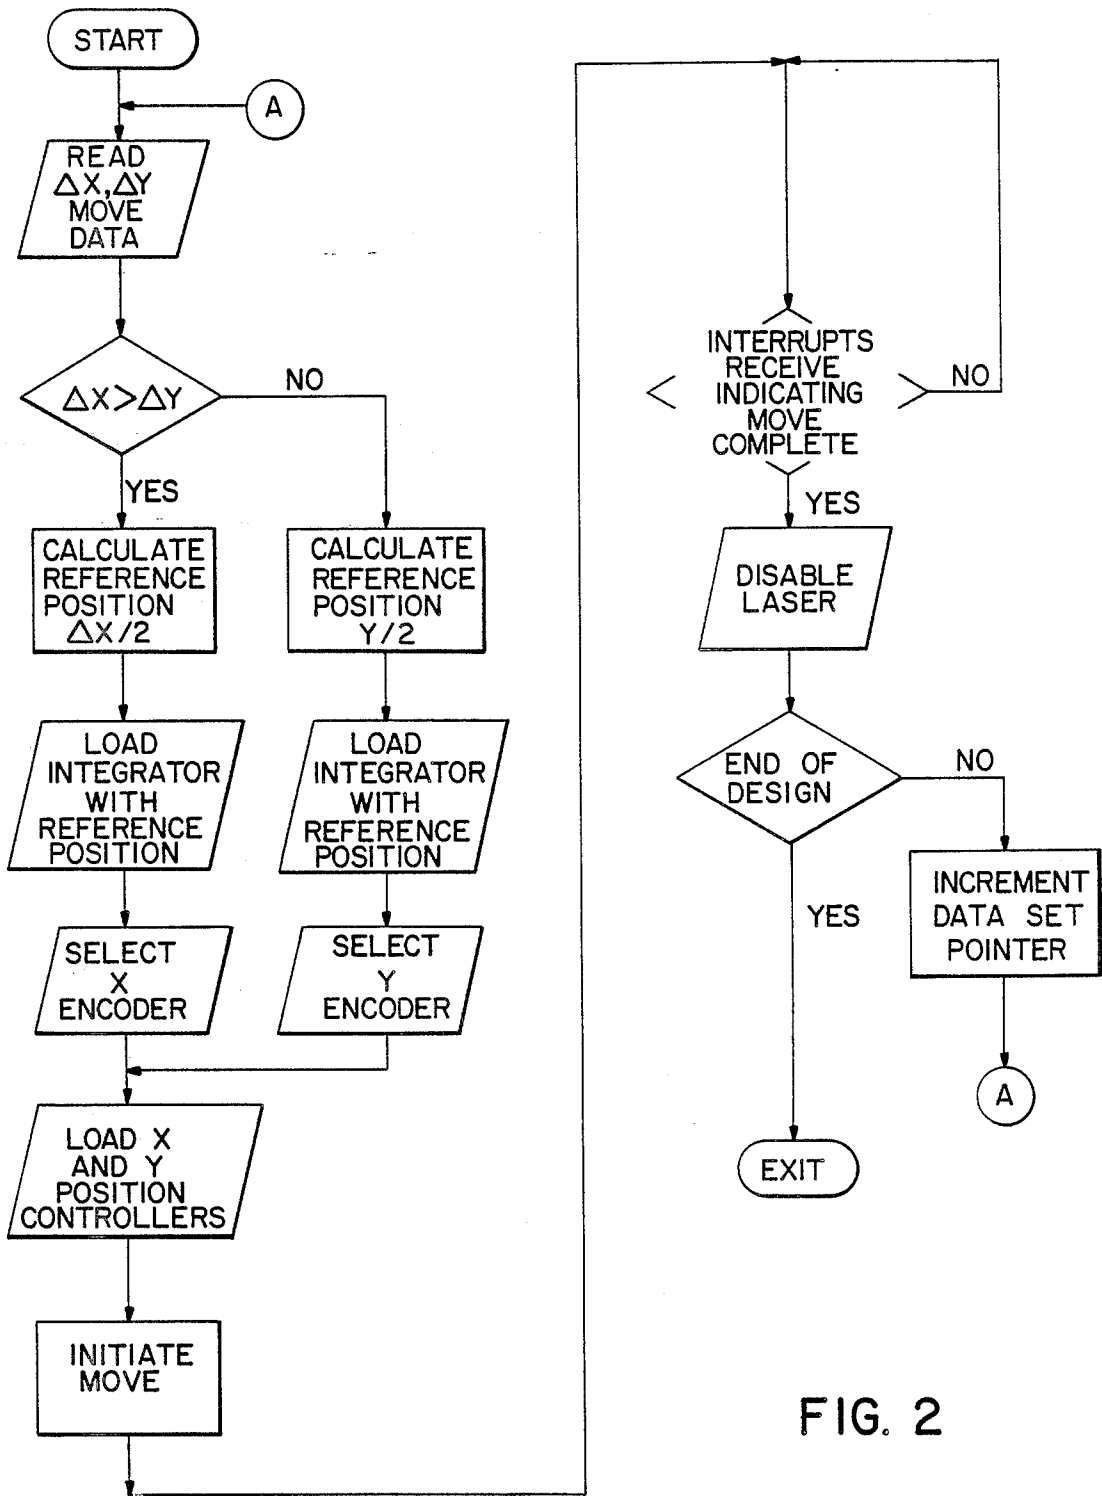 START
A
READ
ΔX,ΔY
MOVE
DATA
ΔX>ΔY
NO
YES
CALCULATE
REFERENCE
POSITION
ΔX/2
CALCULATE
REFERENCE
POSITION
Y/2
LOAD
INTEGRATOR
WITH
REFERENCE
POSITION
LOAD
INTEGRATOR
WITH
REFERENCE
POSITION
SELECT
X
ENCODER
SELECT
Y
ENCODER
LOAD X
AND Y
POSITION
CONTROLLERS
INITIATE
MOVE
INTERRUPTS
RECEIVE
INDICATING
MOVE
COMPLETE
NO
YES
DISABLE
LASER
END OF
DESIGN
NO
YES
INCREMENT
DATA SET
POINTER
A
EXIT
FIG. 2